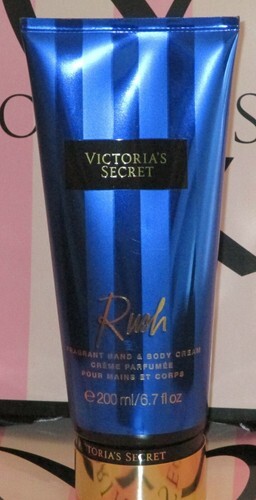 VICTORIA'S
SECRET
Rush
FRAGRANT HAND & BODY CREAM
CRÈME PARFUMÉE
POUR MAINS ET CORPS
e 200 ml/6.7 fl oz
VICTORIA'S SECRET